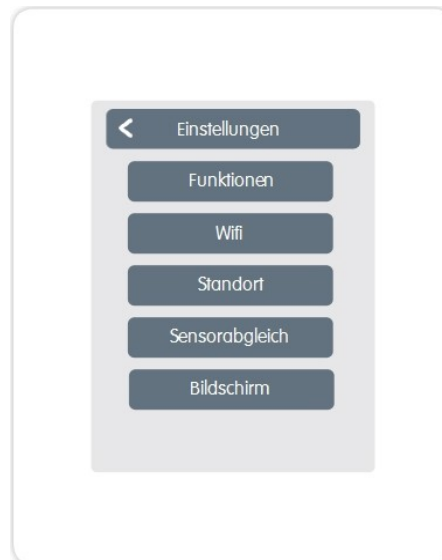 Einstellungen
Funktionen
Wifi
Standort
Sensorabgleich
Bildschirm